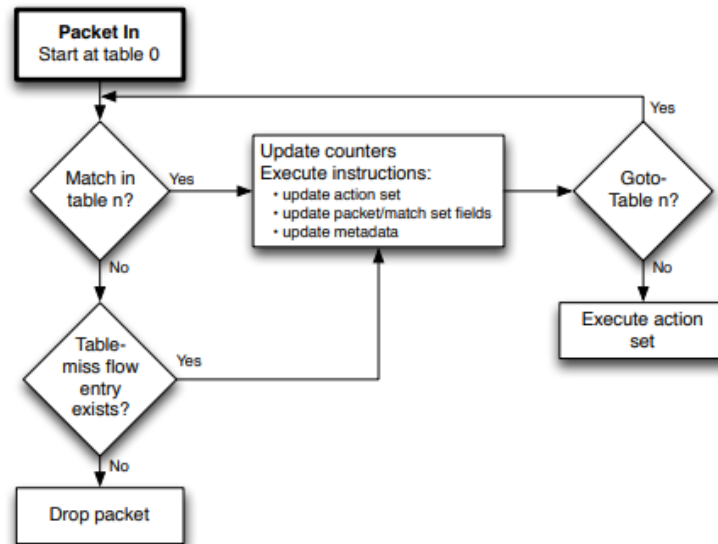 Packet In
Start at table 0
Yes
Match in
table n?
Yes
Update counters
Execute instructions:
• update action set
• update packet/match set fields
• update metadata
Goto-
Table n?
No
No
Table-
miss flow
entry
exists?
Yes
Execute action
set
No
Drop packet